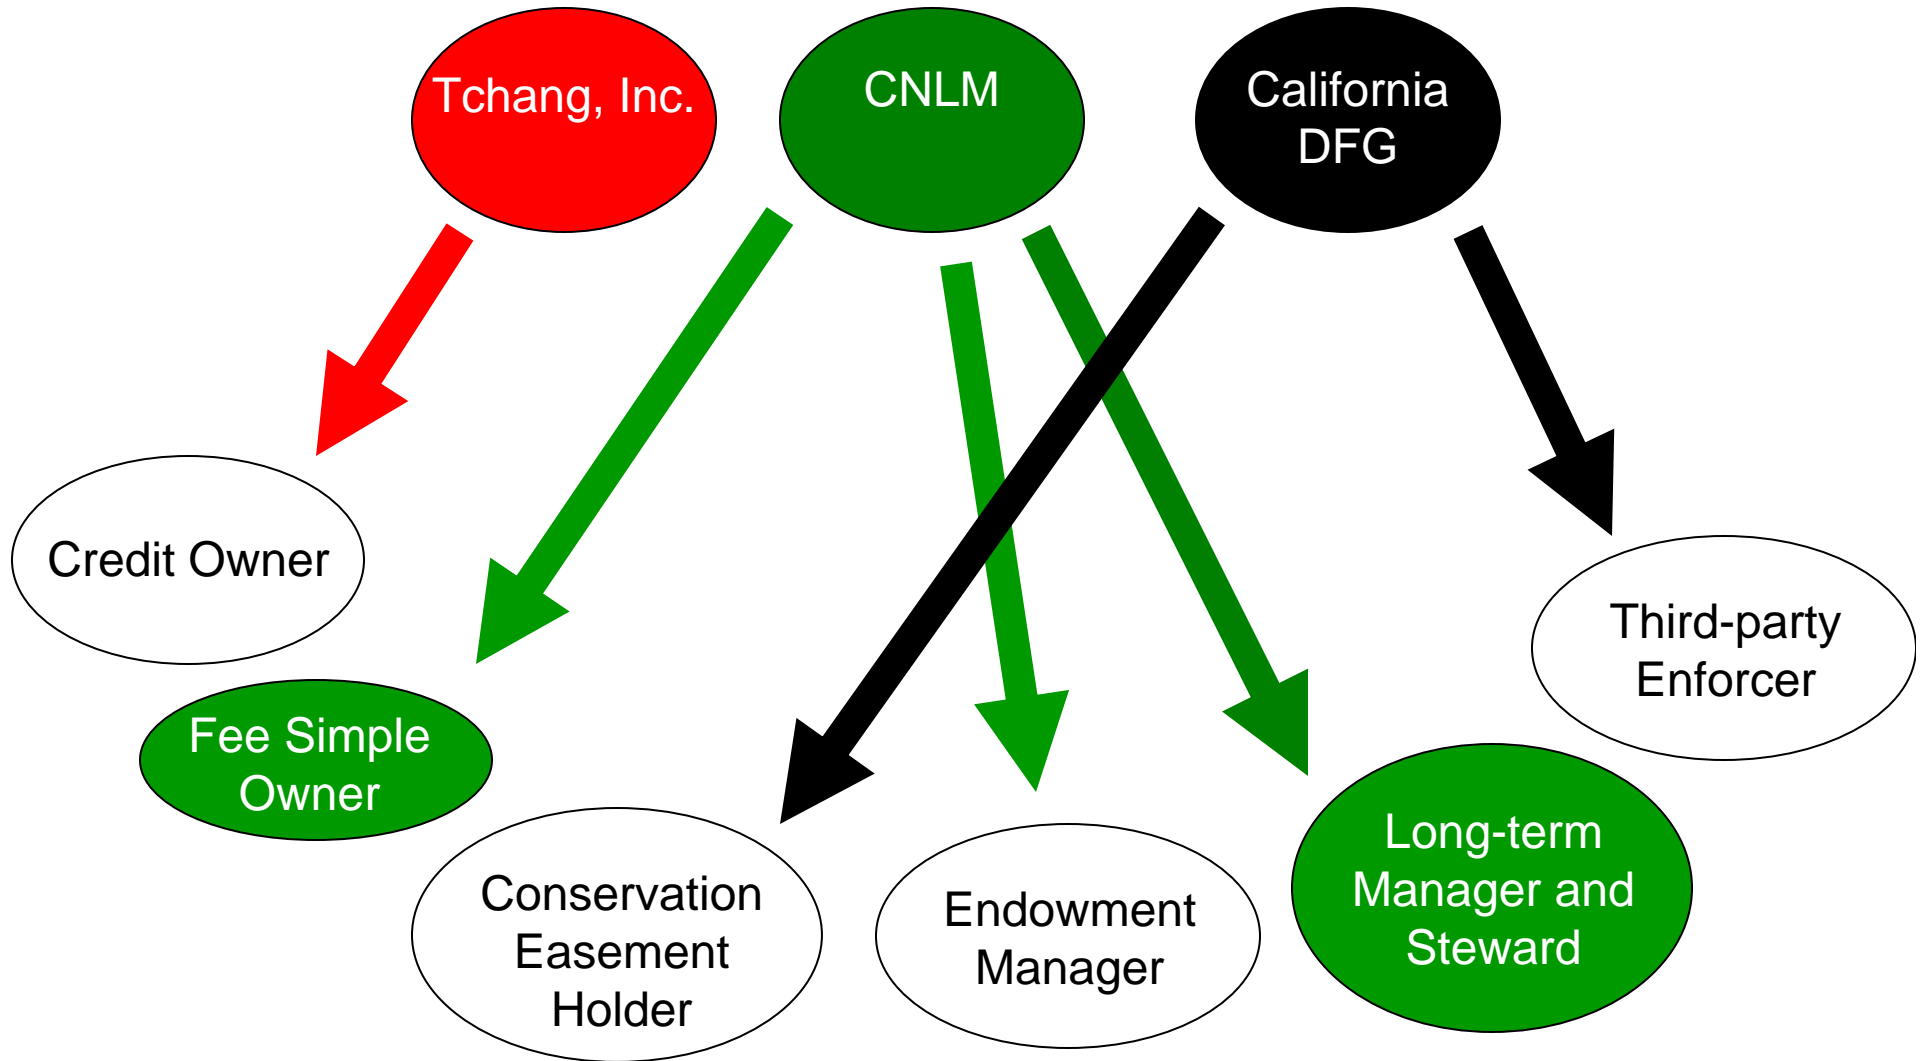 Tchang, Inc.
CNLM
California
DFG
Credit Owner
Fee Simple
Owner
Conservation
Easement
Holder
Endowment
Manager
Long-term
Manager and
Steward
Third-party
Enforcer